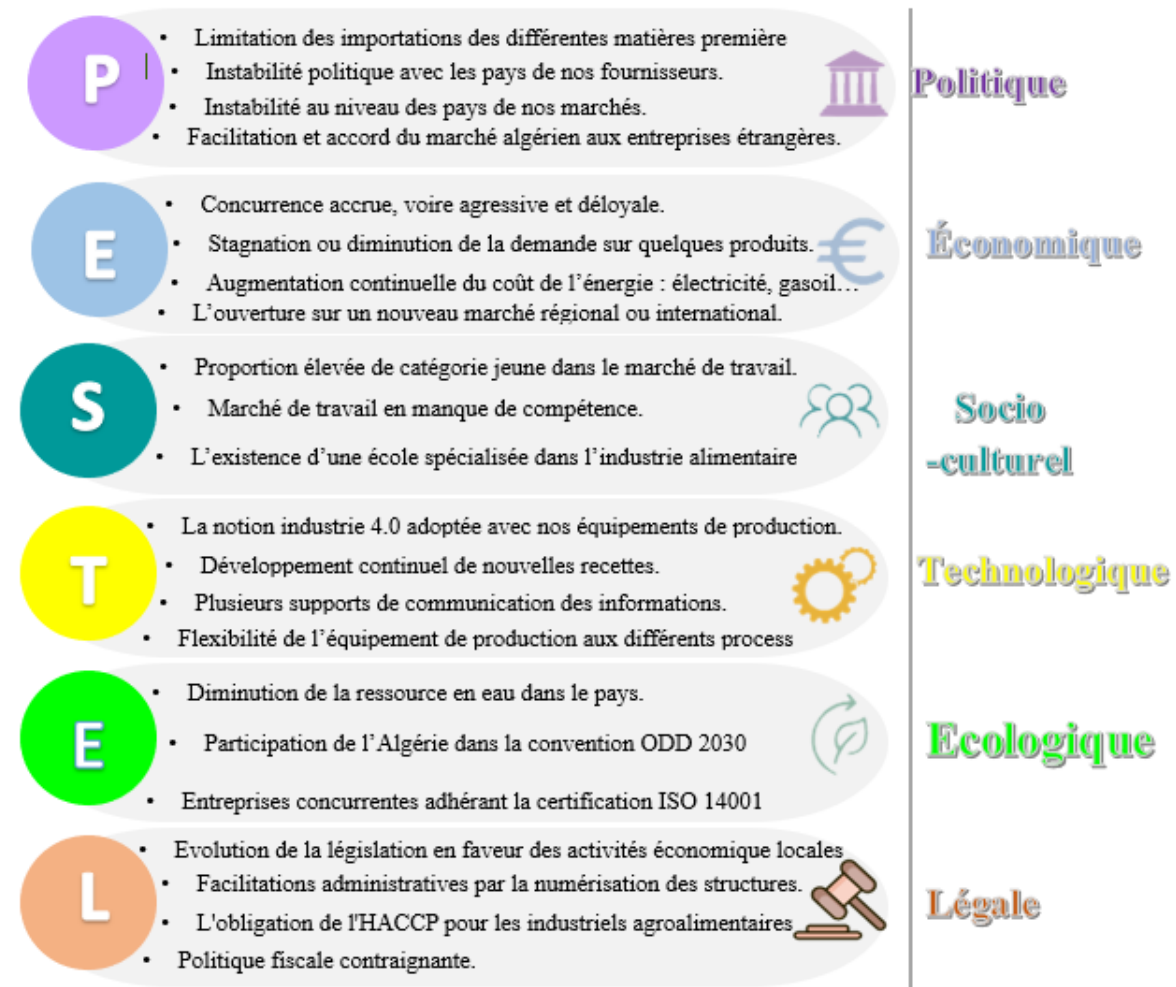 P
• Limitation des importations des différentes matières première
• Instabilité politique avec les pays de nos fournisseurs.
• Instabilité au niveau des pays de nos marchés.
• Facilitation et accord du marché algérien aux entreprises étrangères.
Politique
E
• Concurrence accrue, voire agressive et déloyale.
• Stagnation ou diminution de la demande sur quelques produits.
• Augmentation continuelle du coût de l’énergie : électricité, gasoil…
• L’ouverture sur un nouveau marché régional ou international.
Économique
S
• Proportion élevée de catégorie jeune dans le marché de travail.
• Marché de travail en manque de compétence.
• L’existence d’une école spécialisée dans l’industrie alimentaire
Socio
-culturel
T
• La notion industrie 4.0 adoptée avec nos équipements de production.
• Développement continuel de nouvelles recettes.
• Plusieurs supports de communication des informations.
• Flexibilité de l’équipement de production aux différents process
Technologique
E
• Diminution de la ressource en eau dans le pays.
• Participation de l’Algérie dans la convention ODD 2030
• Entreprises concurrentes adhérant la certification ISO 14001
Ecologique
L
• Evolution de la législation en faveur des activités économique locales
• Facilitations administratives par la numérisation des structures.
• L'obligation de l'HACCP pour les industriels agroalimentaires
• Politique fiscale contraignante.
Légale